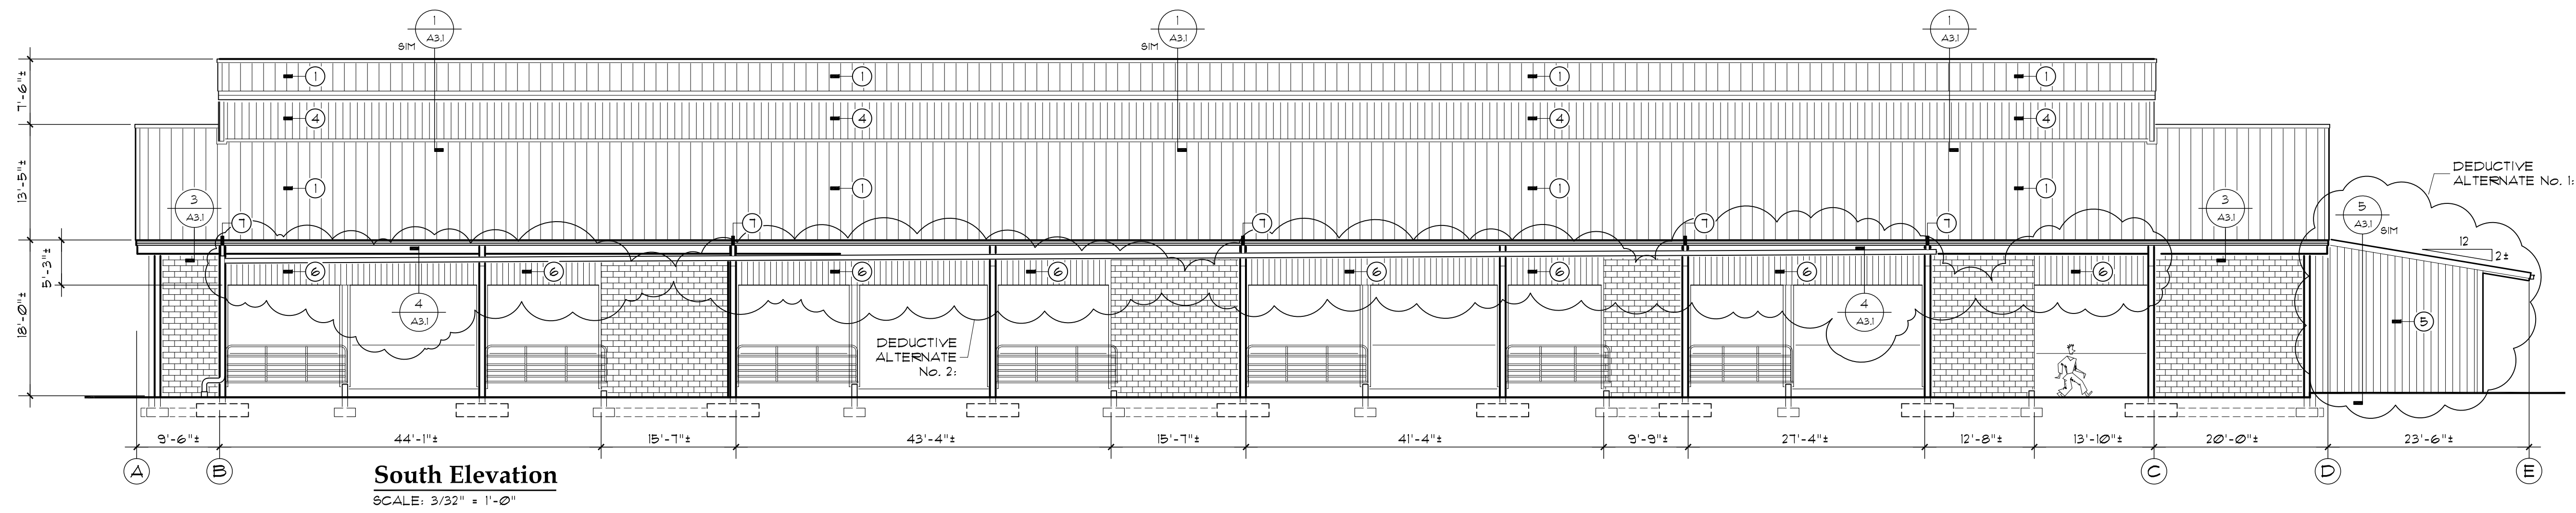 1
A3.1
SIM
1
A3.1
SIM
1
A3.1
7'-6"±
1
1
1
1
4
4
4
4
13'-5"±
1
1
1
1
DEDUCTIVE
ALTERNATE No. 1:
3
A3.1
3
A3.1
5
A3.1
SIM
7
7
7
7
7
12
2±
5'-3"±
18'-0"±
6
6
6
6
6
6
6
6
4
A3.1
4
A3.1
5
DEDUCTIVE
ALTERNATE
No. 2:
9'-6"±
44'-1"±
15'-7"±
43'-4"±
15'-7"±
41'-4"±
9'-9"±
27'-4"±
12'-8"±
13'-10"±
20'-0"±
23'-6"±
A
B
C
D
E
South Elevation
SCALE: 3/32" = 1'-0"